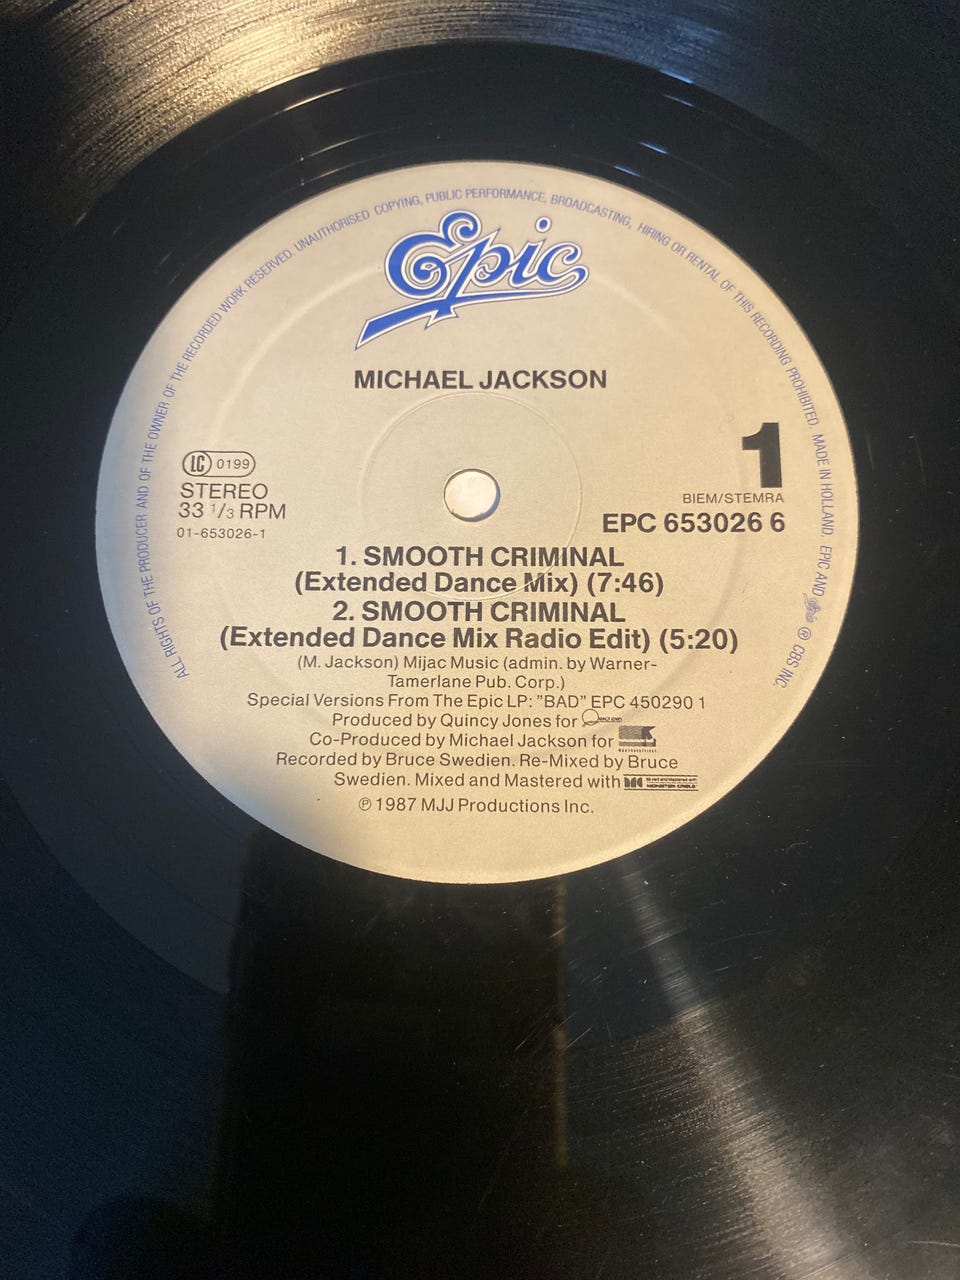 ALL RIGHTS OF THE PRODUCER AND OF THE OWNER OF THE RECORDED WORK RESERVED. UNAUTHORISED COPYING, PUBLIC PERFORMANCE, BROADCASTING, HIRING OR RENTAL OF THIS RECORDING PROHIBITED. MADE IN HOLLAND. EPIC AND Epic ® CBS INC.
Epic
MICHAEL JACKSON
1
LC 0199
STEREO
33 1/3 RPM
01-653026-1
BIEM/STEMRA
EPC 653026 6
1. SMOOTH CRIMINAL
(Extended Dance Mix) (7:46)
2. SMOOTH CRIMINAL
(Extended Dance Mix Radio Edit) (5:20)
(M. Jackson) Mijac Music (admin. by Warner-
Tamerlane Pub. Corp.)
Special Versions From The Epic LP: "BAD" EPC 450290 1
Produced by Quincy Jones for
Co-Produced by Michael Jackson for
Recorded by Bruce Swedien. Re-Mixed by Bruce
Swedien. Mixed and Mastered with MONSTER CABLE
℗ 1987 MJJ Productions Inc.